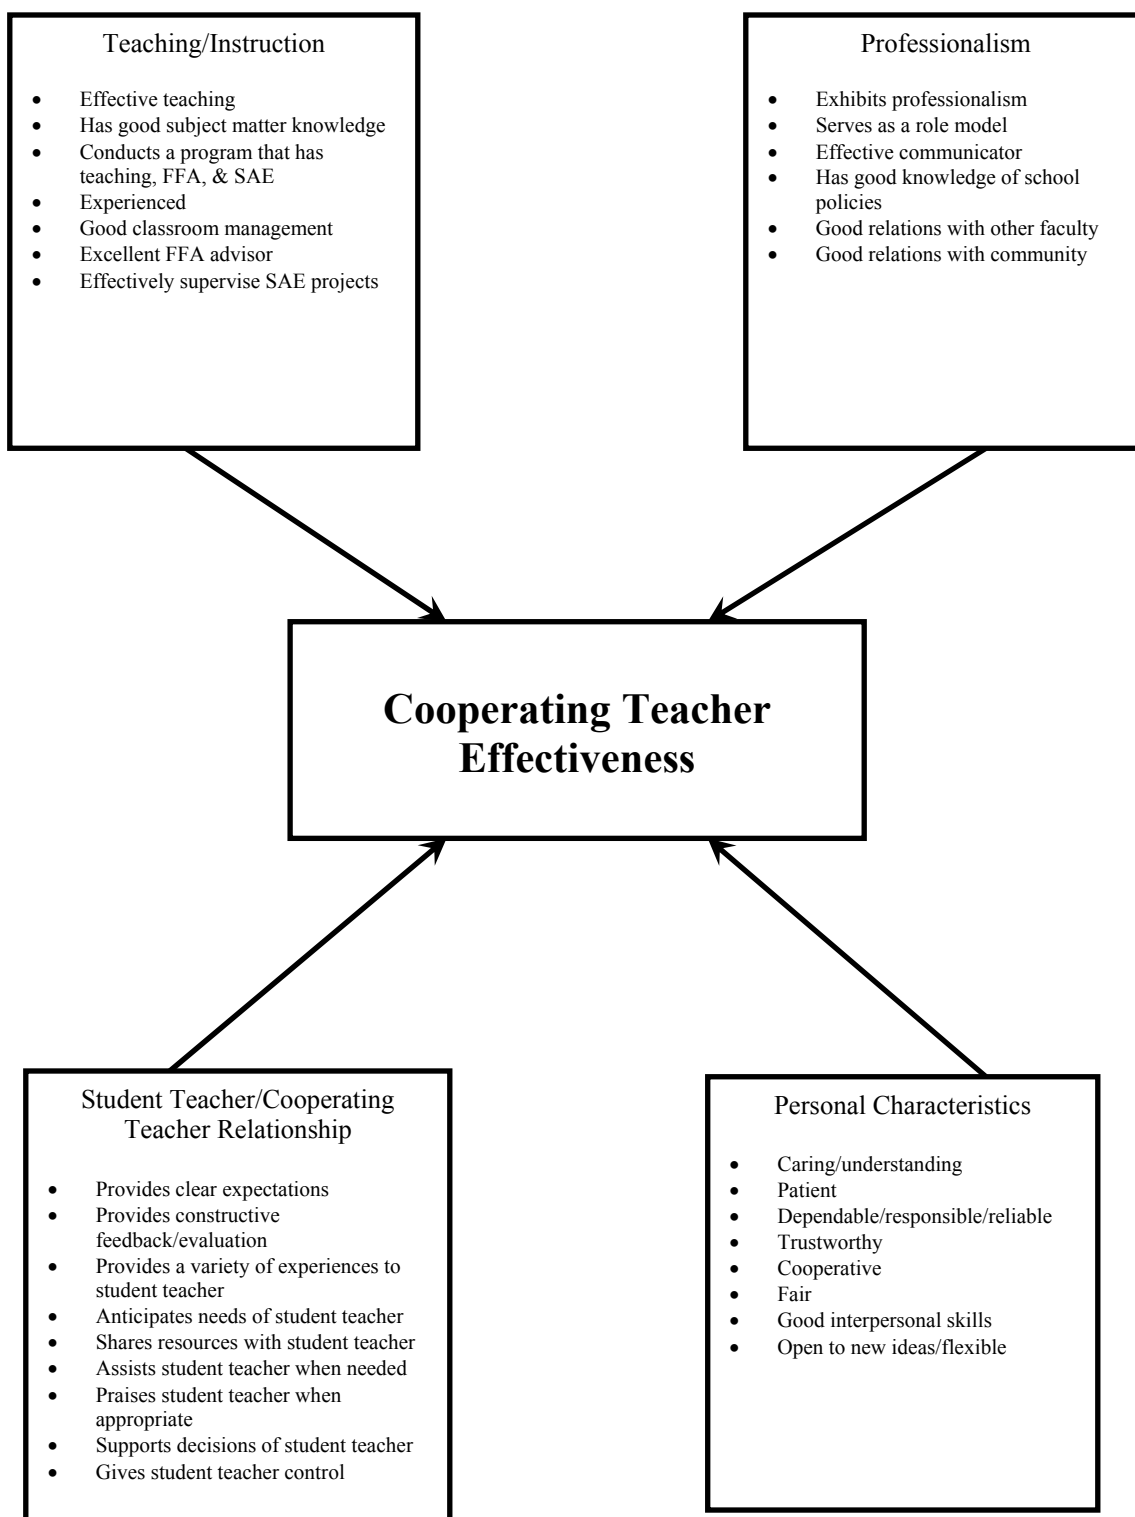 Teaching/Instruction
• Effective teaching
• Has good subject matter knowledge
• Conducts a program that has
teaching, FFA, & SAE
• Experienced
• Good classroom management
• Excellent FFA advisor
• Effectively supervise SAE projects
Professionalism
• Exhibits professionalism
• Serves as a role model
• Effective communicator
• Has good knowledge of school
policies
• Good relations with other faculty
• Good relations with community
Cooperating Teacher
Effectiveness
Student Teacher/Cooperating
Teacher Relationship
• Provides clear expectations
• Provides constructive
feedback/evaluation
• Provides a variety of experiences to
student teacher
• Anticipates needs of student teacher
• Shares resources with student teacher
• Assists student teacher when needed
• Praises student teacher when
appropriate
• Supports decisions of student teacher
• Gives student teacher control
Personal Characteristics
• Caring/understanding
• Patient
• Dependable/responsible/reliable
• Trustworthy
• Cooperative
• Fair
• Good interpersonal skills
• Open to new ideas/flexible